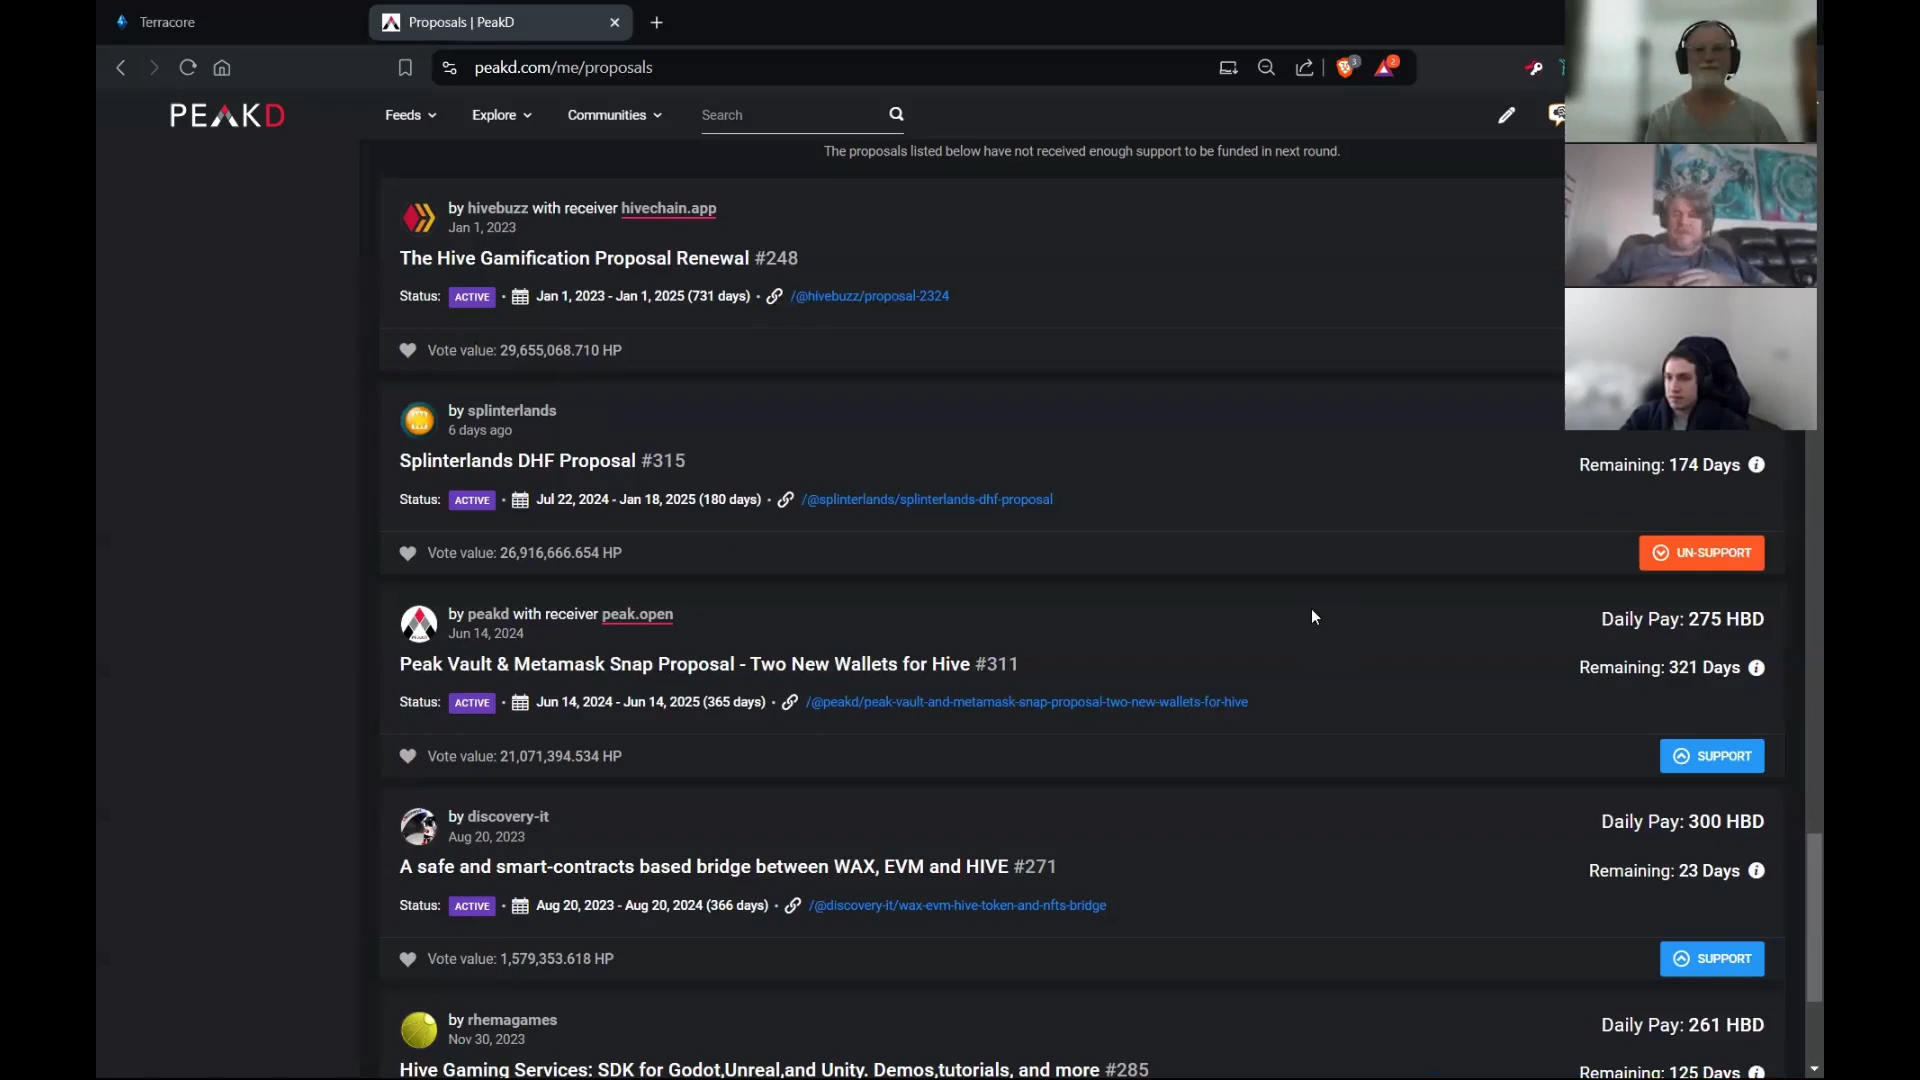 Terracore
Proposals | PeakD
peakd.com/me/proposals
3
2
PEAKD
Feeds
Explore
Communities
Search
The proposals listed below have not received enough support to be funded in next round.
by hivebuzz with receiver hivechain.app
Jan 1, 2023
The Hive Gamification Proposal Renewal #248
Status: ACTIVE • Jan 1, 2023 - Jan 1, 2025 (731 days) • /@hivebuzz/proposal-2324
Vote value: 29,655,068.710 HP
by splinterlands
6 days ago
Splinterlands DHF Proposal #315
Remaining: 174 Days
Status: ACTIVE • Jul 22, 2024 - Jan 18, 2025 (180 days) • /@splinterlands/splinterlands-dhf-proposal
Vote value: 26,916,666.654 HP
UN-SUPPORT
by peakd with receiver peak.open
Daily Pay: 275 HBD
Jun 14, 2024
Peak Vault & Metamask Snap Proposal - Two New Wallets for Hive #311
Remaining: 321 Days
Status: ACTIVE • Jun 14, 2024 - Jun 14, 2025 (365 days) • /@peakd/peak-vault-and-metamask-snap-proposal-two-new-wallets-for-hive
Vote value: 21,071,394.534 HP
SUPPORT
by discovery-it
Daily Pay: 300 HBD
Aug 20, 2023
A safe and smart-contracts based bridge between WAX, EVM and HIVE #271
Remaining: 23 Days
Status: ACTIVE • Aug 20, 2023 - Aug 20, 2024 (366 days) • /@discovery-it/wax-evm-hive-token-and-nfts-bridge
Vote value: 1,579,353.618 HP
SUPPORT
by rhemagames
Daily Pay: 261 HBD
Nov 30, 2023
Hive Gaming Services: SDK for Godot,Unreal,and Unity. Demos,tutorials, and more #285
Remaining: 125 Days